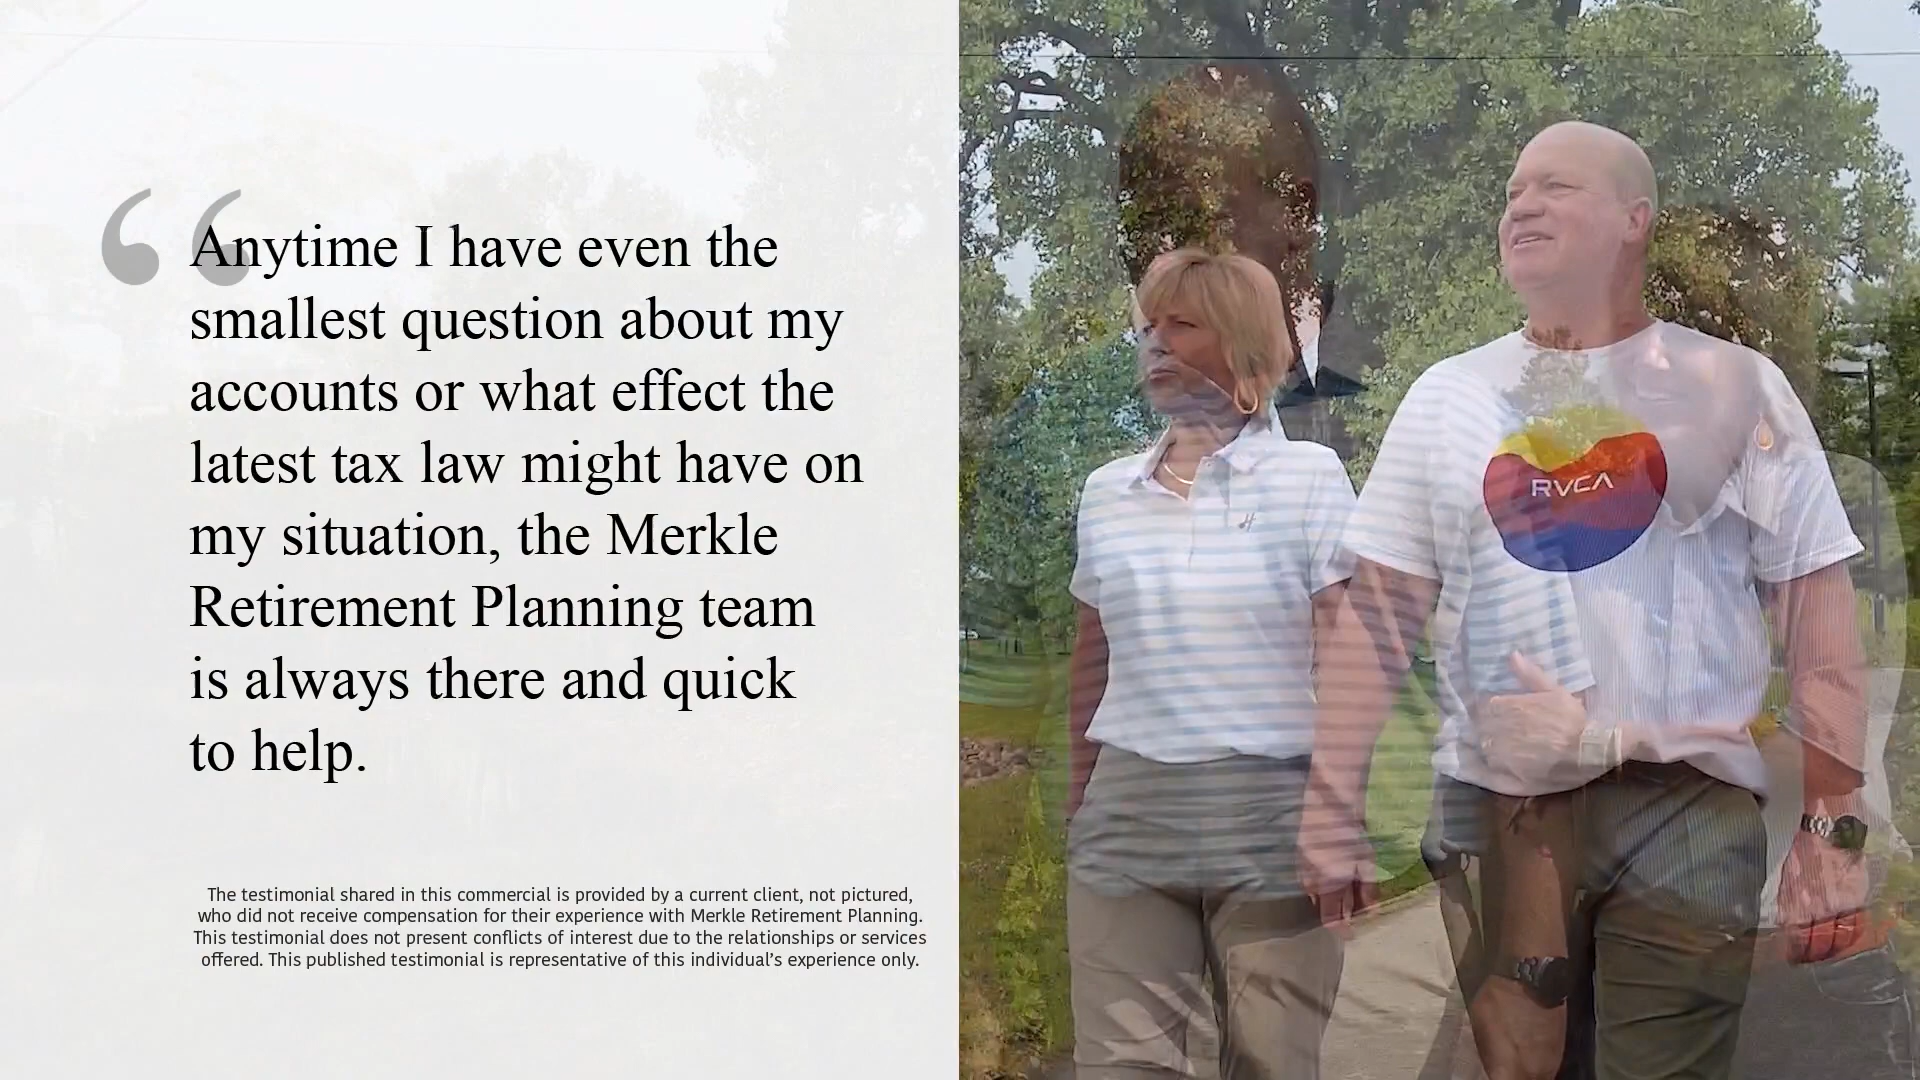 “
Anytime I have even the
smallest question about my
accounts or what effect the
latest tax law might have on
my situation, the Merkle
Retirement Planning team
is always there and quick
to help.
The testimonial shared in this commercial is provided by a current client, not pictured,
who did not receive compensation for their experience with Merkle Retirement Planning.
This testimonial does not present conflicts of interest due to the relationships or services
offered. This published testimonial is representative of this individual’s experience only.
RVCA